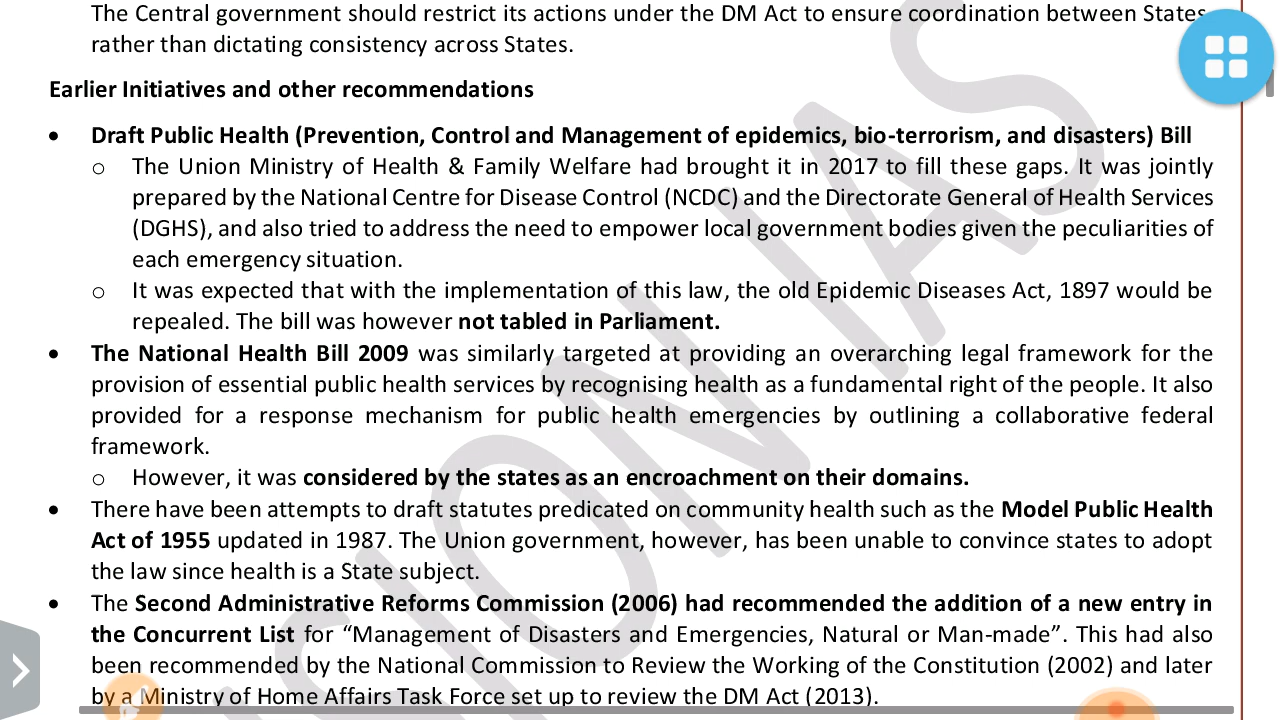 The Central government should restrict its actions under the DM Act to ensure coordination between States
rather than dictating consistency across States.
Earlier Initiatives and other recommendations
• Draft Public Health (Prevention, Control and Management of epidemics, bio-terrorism, and disasters) Bill
o The Union Ministry of Health & Family Welfare had brought it in 2017 to fill these gaps. It was jointly
prepared by the National Centre for Disease Control (NCDC) and the Directorate General of Health Services
(DGHS), and also tried to address the need to empower local government bodies given the peculiarities of
each emergency situation.
o It was expected that with the implementation of this law, the old Epidemic Diseases Act, 1897 would be
repealed. The bill was however not tabled in Parliament.
• The National Health Bill 2009 was similarly targeted at providing an overarching legal framework for the
provision of essential public health services by recognising health as a fundamental right of the people. It also
provided for a response mechanism for public health emergencies by outlining a collaborative federal
framework.
o However, it was considered by the states as an encroachment on their domains.
• There have been attempts to draft statutes predicated on community health such as the Model Public Health
Act of 1955 updated in 1987. The Union government, however, has been unable to convince states to adopt
the law since health is a State subject.
• The Second Administrative Reforms Commission (2006) had recommended the addition of a new entry in
the Concurrent List for “Management of Disasters and Emergencies, Natural or Man-made”. This had also
been recommended by the National Commission to Review the Working of the Constitution (2002) and later
by a Ministry of Home Affairs Task Force set up to review the DM Act (2013).
SION IAS